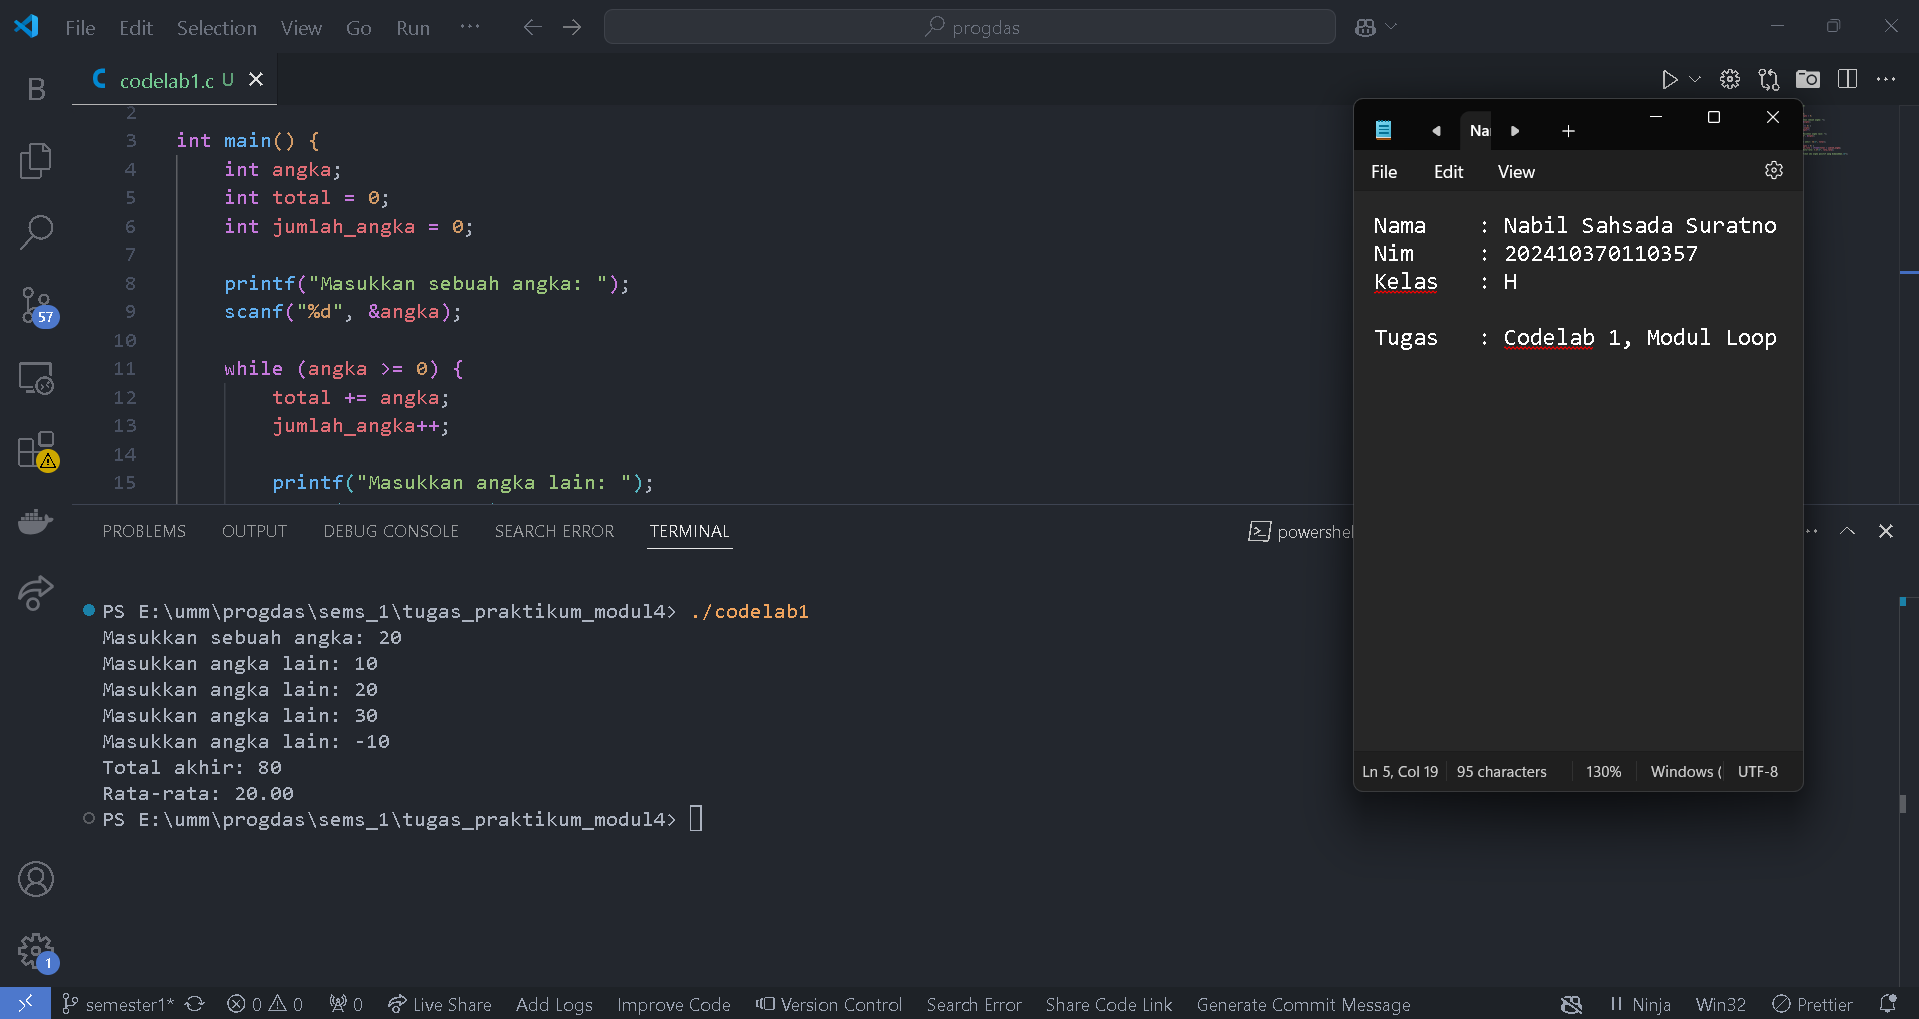 File Edit Selection View Go Run ··· progdas
B
codelab1.c U
2
3 int main() {
4 int angka;
5 int total = 0;
6 int jumlah_angka = 0;
7
8 printf("Masukkan sebuah angka: ");
9 scanf("%d", &angka);
10
11 while (angka >= 0) {
12 total += angka;
13 jumlah_angka++;
14
15 printf("Masukkan angka lain: ");
57
PROBLEMS OUTPUT DEBUG CONSOLE SEARCH ERROR TERMINAL
PS E:\umm\progdas\sems_1\tugas_praktikum_modul4> ./codelab1
Masukkan sebuah angka: 20
Masukkan angka lain: 10
Masukkan angka lain: 20
Masukkan angka lain: 30
Masukkan angka lain: -10
Total akhir: 80
Rata-rata: 20.00
PS E:\umm\progdas\sems_1\tugas_praktikum_modul4>
File Edit View
Nama : Nabil Sahsada Suratno
Nim : 202410370110357
Kelas : H
Tugas : Codelab 1, Modul Loop
Ln 5, Col 19 95 characters 130% Windows ( UTF-8
1
semester1* 0 0 0 Live Share Add Logs Improve Code Version Control Search Error Share Code Link Generate Commit Message Ninja Win32 Prettier